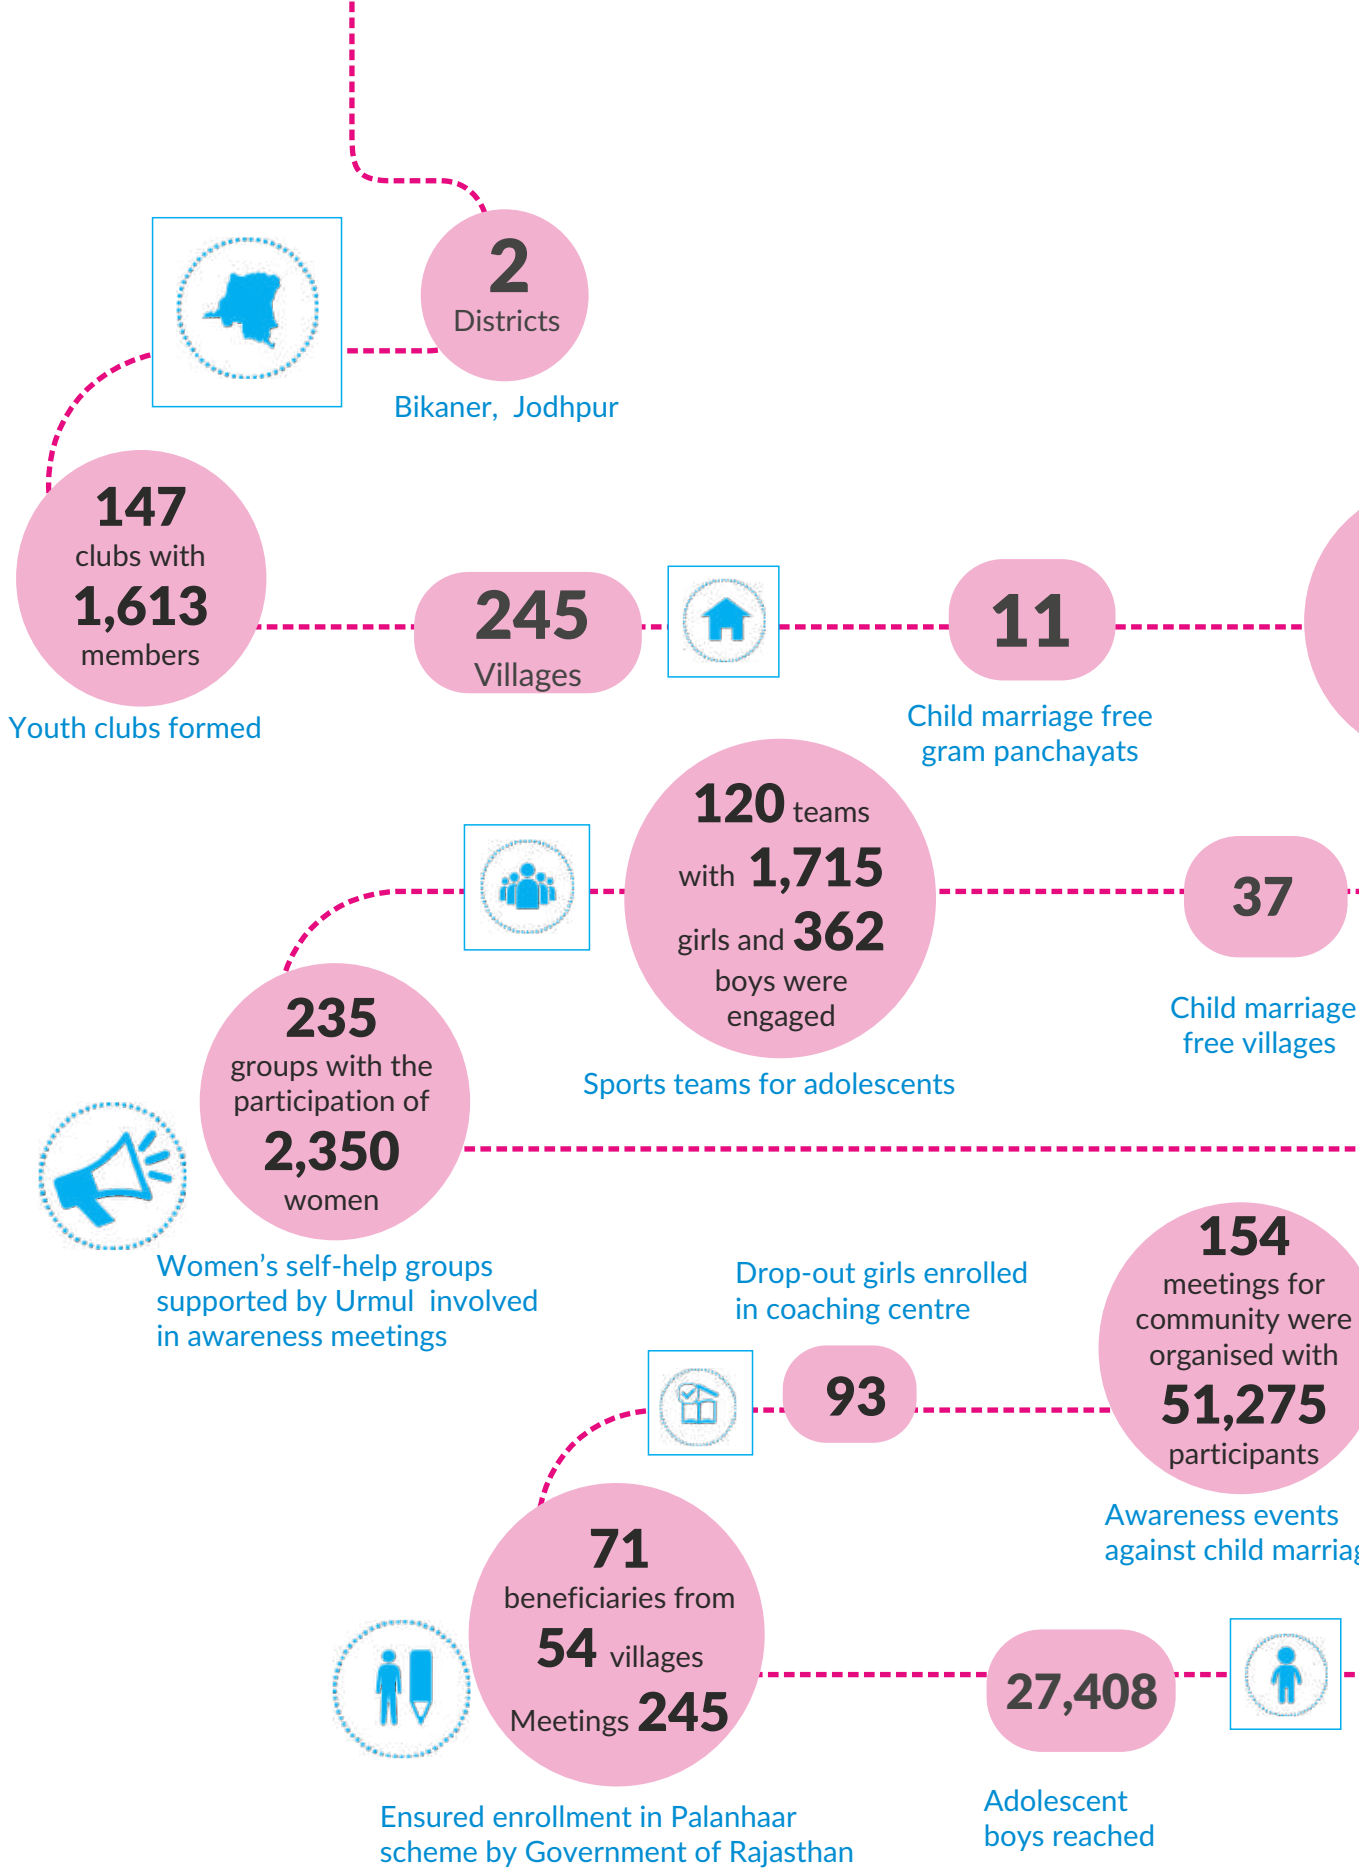 2
Districts
Bikaner, Jodhpur
147
clubs with
1,613
members
Youth clubs formed
245
Villages
11
Child marriage free
gram panchayats
120 teams
with 1,715
girls and 362
boys were
engaged
Sports teams for adolescents
37
Child marriage
free villages
235
groups with the
participation of
2,350
women
Women's self-help groups
supported by Urmul involved
in awareness meetings
Drop-out girls enrolled
in coaching centre
93
154
meetings for
community were
organised with
51,275
participants
Awareness events
against child marriag
71
beneficiaries from
54 villages
Meetings 245
Ensured enrollment in Palanhaar
scheme by Government of Rajasthan
27,408
Adolescent
boys reached